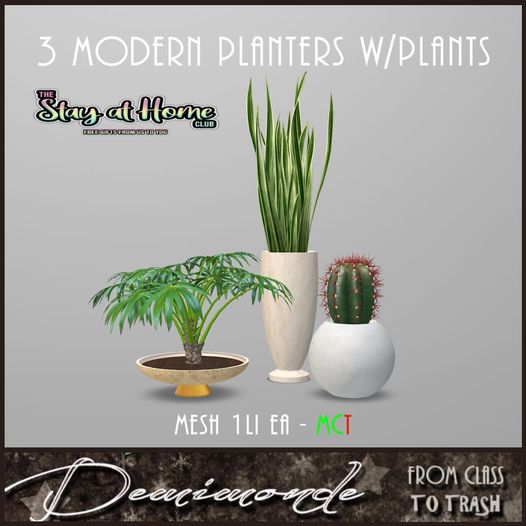 3 MODERN PLANTERS W/PLANTS
THE
Stay at Home
CLUB
FREE GIFTS FROM US TO YOU
MESH 1LI EA - MCT
Demimonde
FROM CLASS
TO TRASH